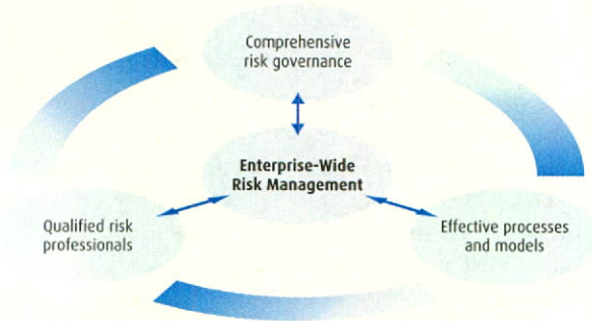 Comprehensive
risk governance
Enterprise-Wide
Risk Management
Qualified risk
professionals
Effective processes
and models